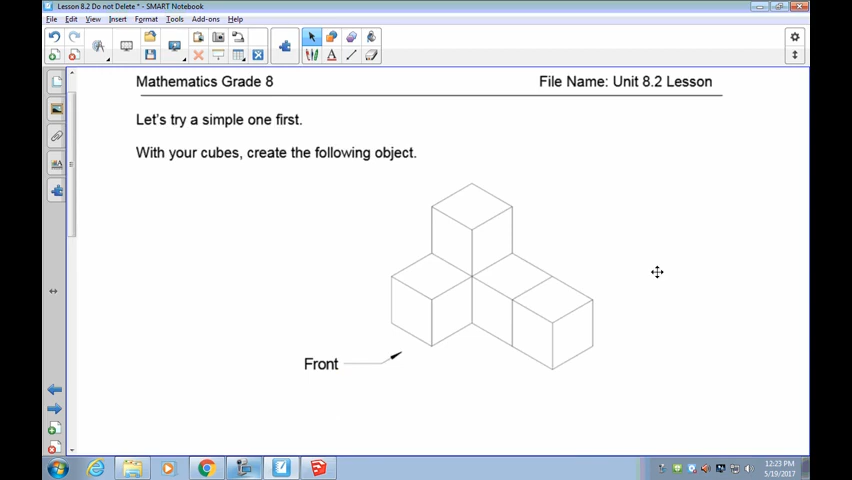 Lesson 8.2 Do not Delete * - SMART Notebook
File Edit View Insert Format Tools Add-ons Help
Mathematics Grade 8 File Name: Unit 8.2 Lesson
Let's try a simple one first.
With your cubes, create the following object.
Front
12:23 PM
5/19/2017